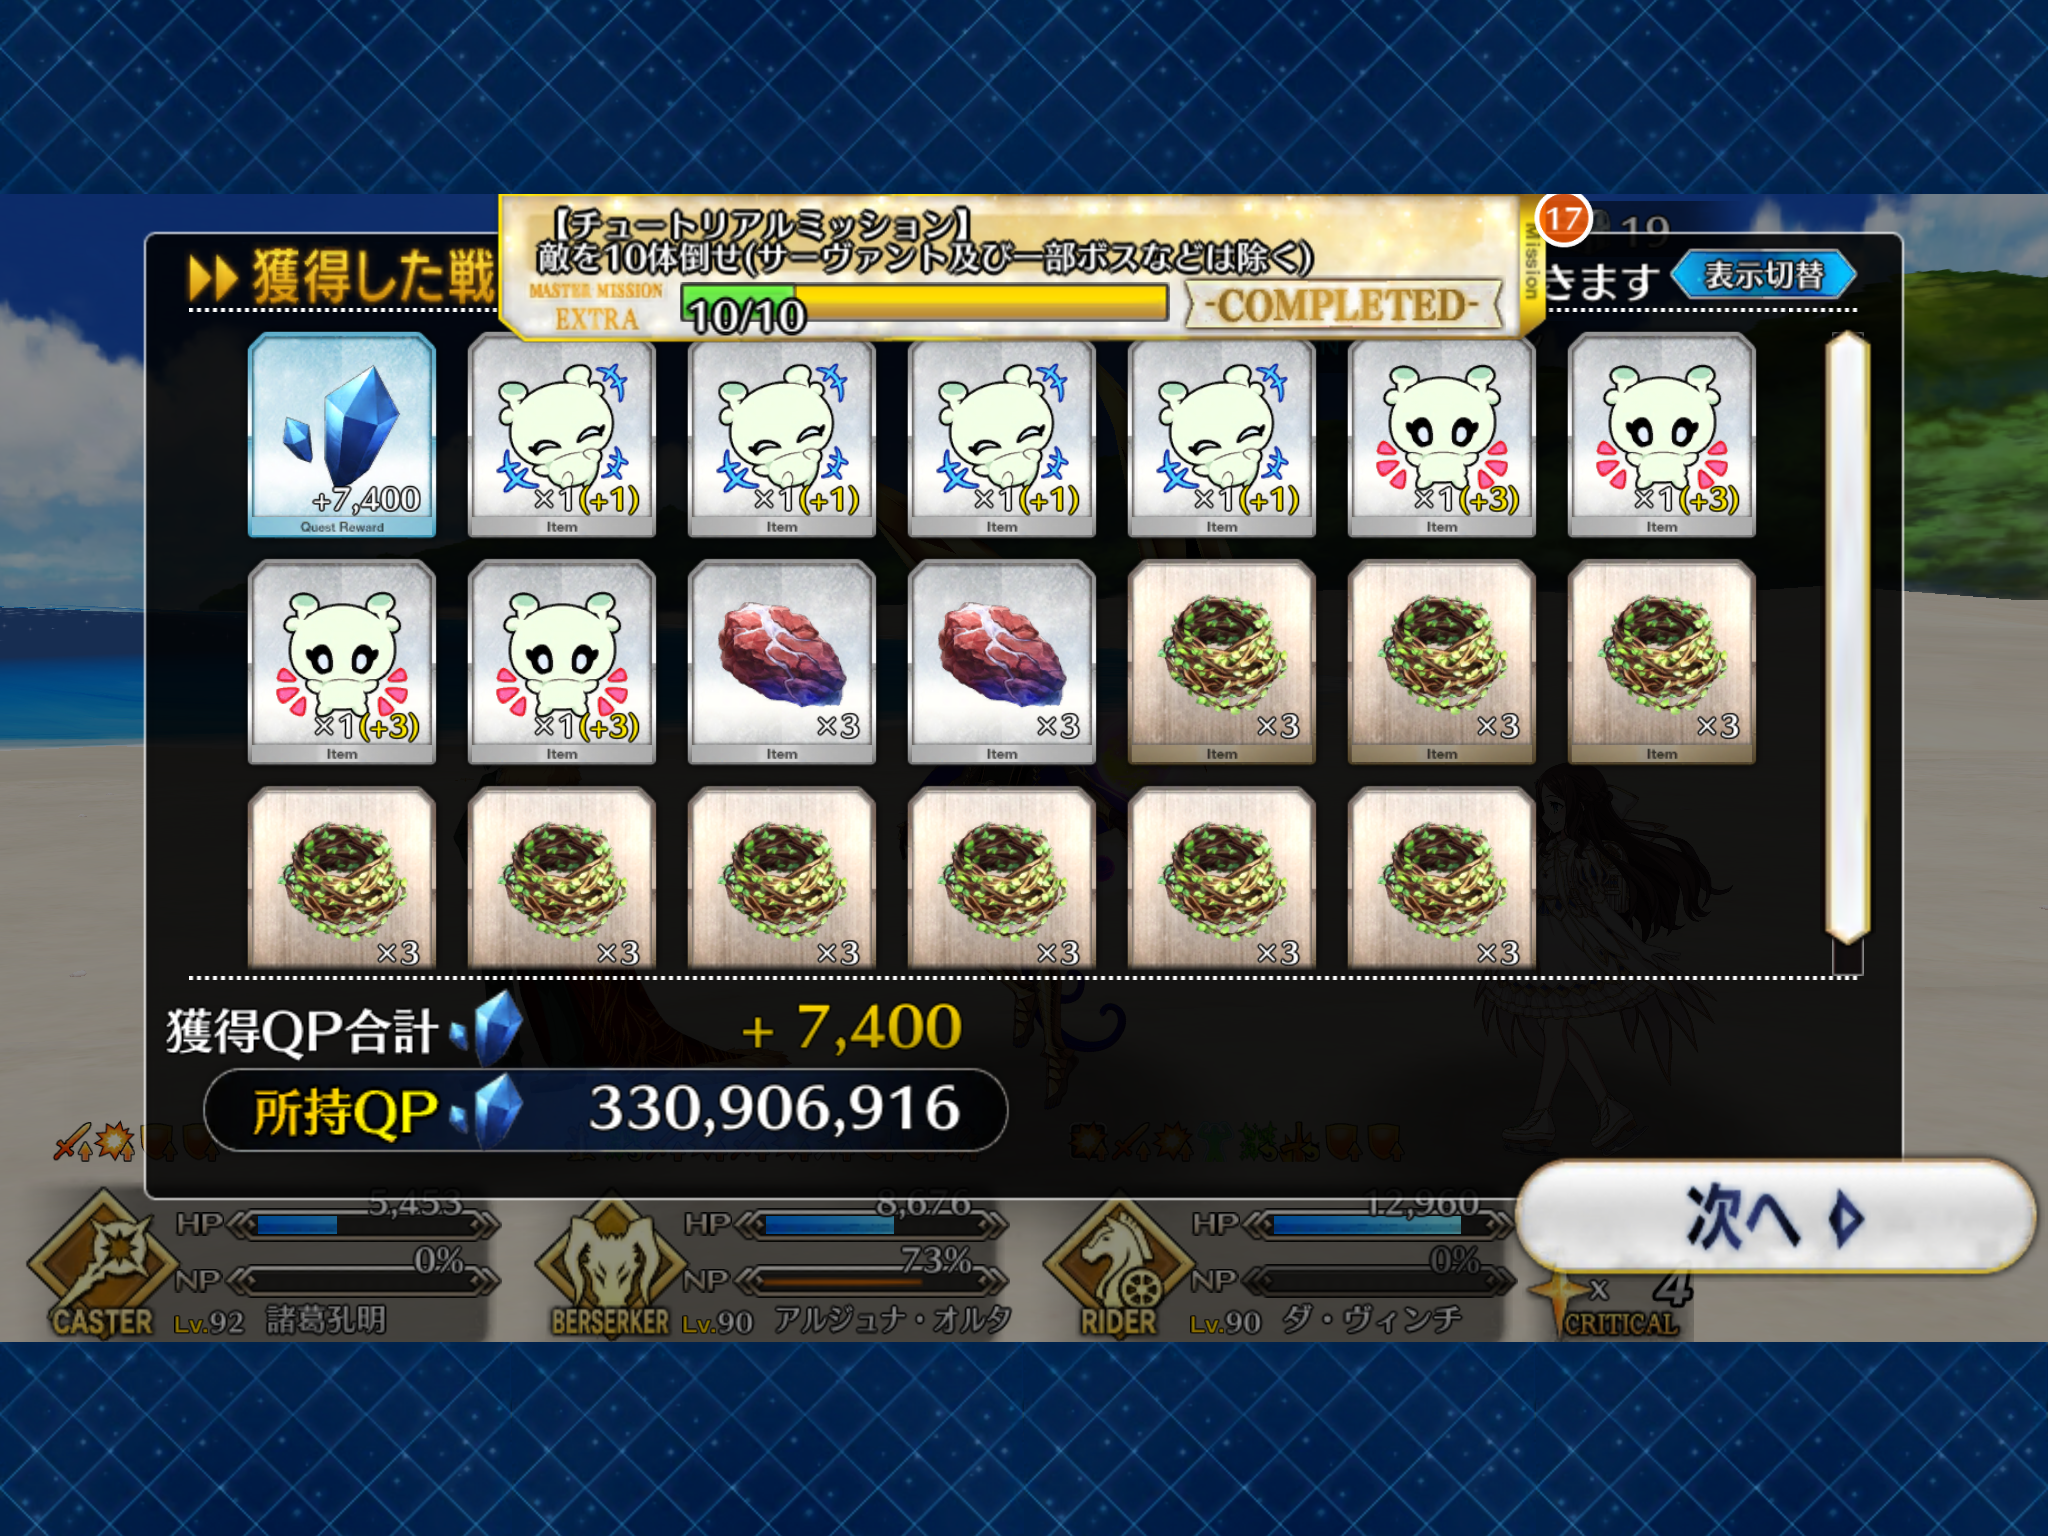 【チュートリアルミッション】
敵を10体倒せ(サーヴァント及び一部ボスなどは除く)
MASTER MISSION
EXTRA
10/10
-COMPLETED-
Mission
17
19
獲得した戦
きます
表示切替
+7,400
Quest Reward
×1(+1)
Item
×1(+1)
Item
×1(+1)
Item
×1(+1)
Item
×1(+3)
Item
×1(+3)
Item
×1(+3)
Item
×1(+3)
Item
×3
Item
×3
Item
×3
Item
×3
Item
×3
Item
×3
×3
×3
×3
×3
×3
獲得QP合計
+ 7,400
所持QP
330,906,916
次へ
HP 5,453
NP 0%
CASTER
Lv.92 諸葛孔明
HP 8,676
NP 73%
BERSERKER
Lv.90 アルジュナ・オルタ
HP 12,960
NP 0%
RIDER
Lv.90 ダ・ヴィンチ
x 4
CRITICAL